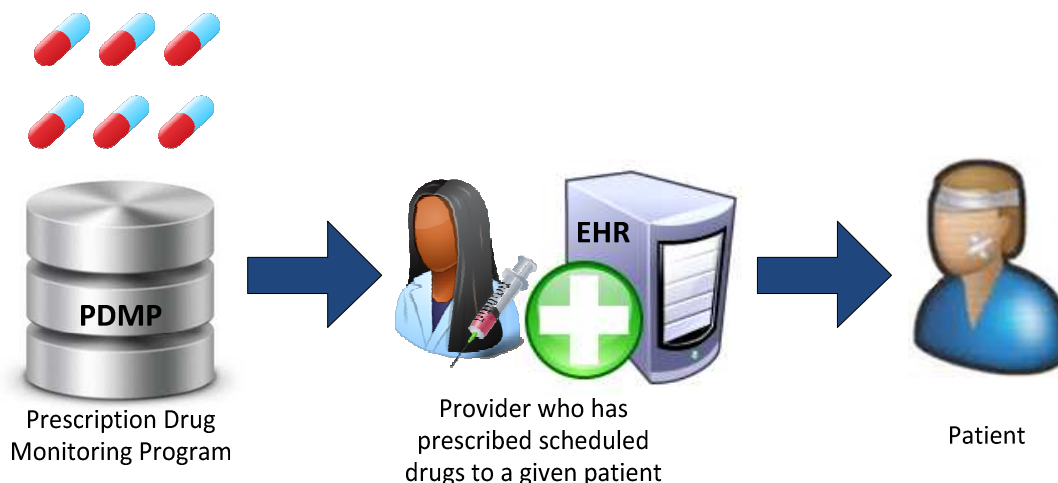 PDMP
Prescription Drug
Monitoring Program
EHR
Provider who has
prescribed scheduled
drugs to a given patient
Patient